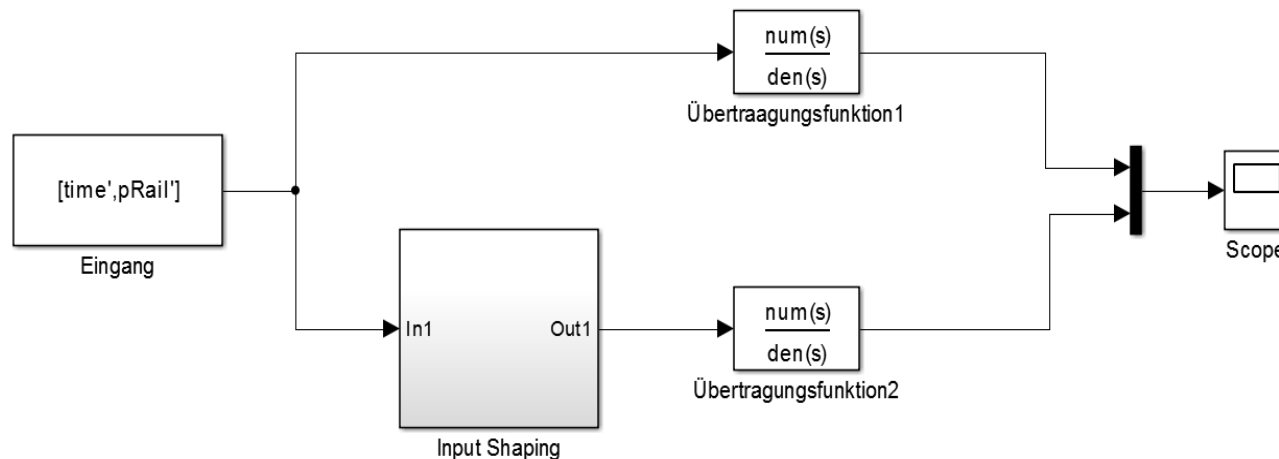 num(s)
den(s)
Übertraagungsfunktion1
[time',pRail']
Eingang
In1
Out1
Input Shaping
num(s)
den(s)
Übertragungsfunktion2
Scope